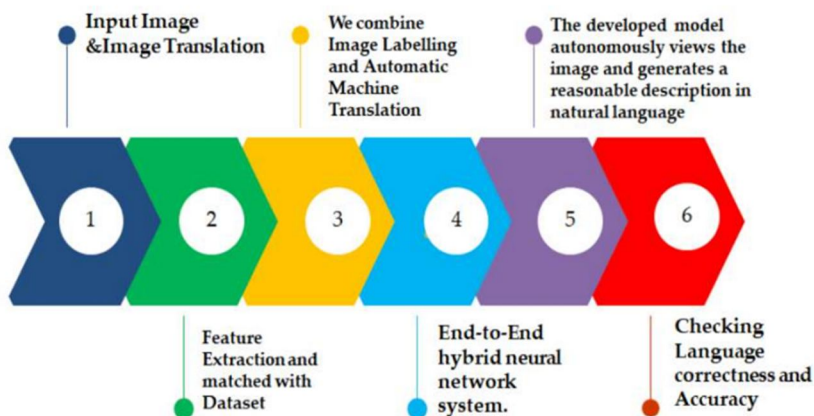 Input Image
&Image Translation
We combine
Image Labelling
and Automatic
Machine
Translation
The developed model
autonomously views the
image and generates a
reasonable description in
natural language
1
2
3
4
5
6
Feature
Extraction and
matched with
Dataset
End-to-End
hybrid neural
network
system.
Checking
Language
correctness and
Accuracy